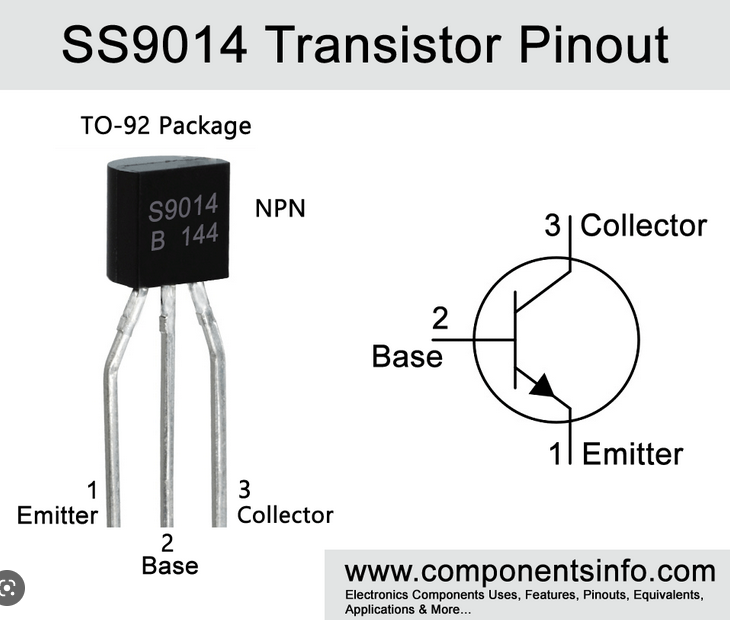 SS9014 Transistor Pinout
TO-92 Package
S9014
B 144
NPN
1
Emitter
2
Base
3
Collector
3 Collector
2
Base
1 Emitter
www.componentsinfo.com
Electronics Components Uses, Features, Pinouts, Equivalents,
Applications & More...